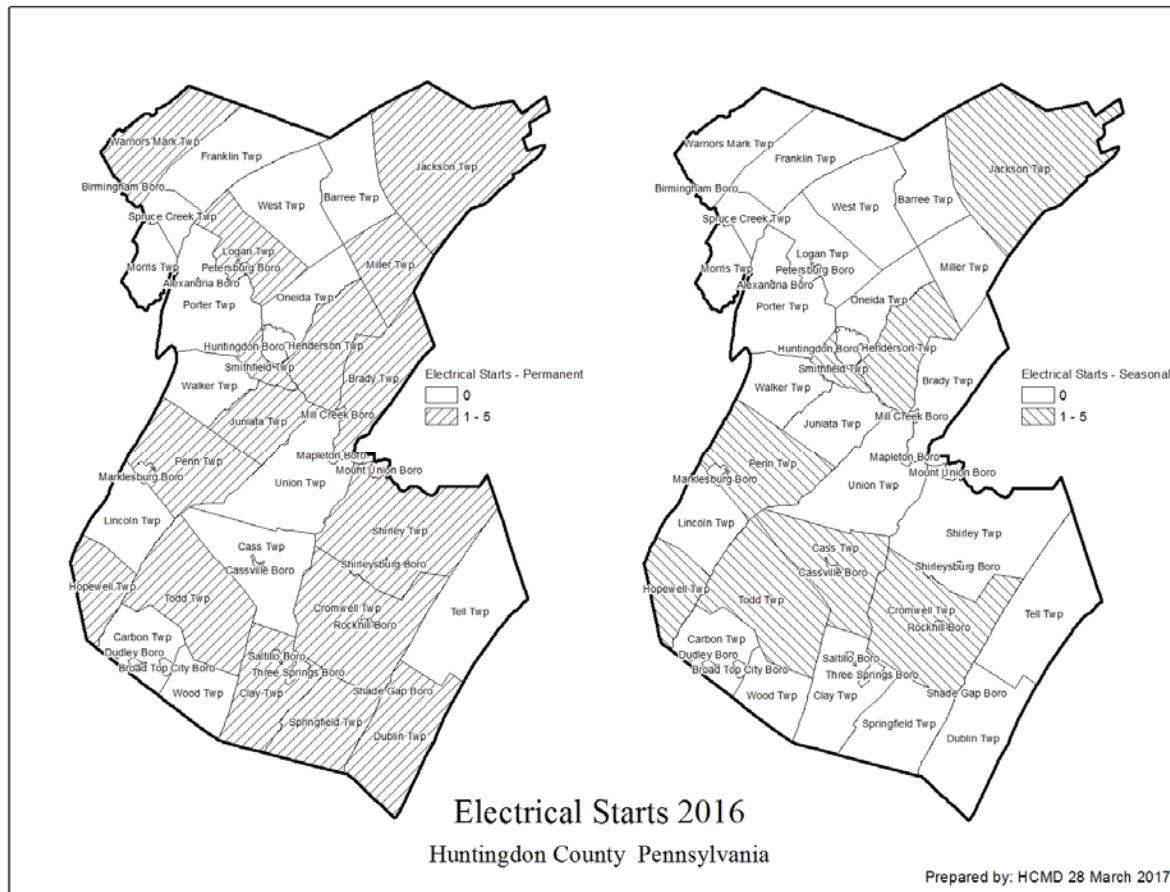 Warriors Mark Twp
Franklin Twp
Jackson Twp
Birmingham Boro
West Twp
Barree Twp
Spruce Creek Twp
Logan Twp
Morris Twp
Petersburg Boro
Miller Twp
Alexandria Boro
Oneida Twp
Porter Twp
Huntingdon Boro
Henderson Twp
Smithfield Twp
Brady Twp
Walker Twp
Mill Creek Boro
Juniata Twp
Mapleton Boro
Penn Twp
Mount Union Boro
Marklesburg Boro
Union Twp
Lincoln Twp
Shirley Twp
Cass Twp
Shirleysburg Boro
Cassville Boro
Hopewell Twp
Todd Twp
Tell Twp
Cromwell Twp
Rockhill Boro
Carbon Twp
Dudley Boro
Saltillo Boro
Broad Top City Boro
Three Springs Boro
Wood Twp
Clay Twp
Shade Gap Boro
Springfield Twp
Dublin Twp
Electrical Starts - Permanent
0
1 - 5
Warriors Mark Twp
Franklin Twp
Jackson Twp
Birmingham Boro
West Twp
Barree Twp
Spruce Creek Twp
Logan Twp
Morris Twp
Petersburg Boro
Miller Twp
Alexandria Boro
Oneida Twp
Porter Twp
Huntingdon Boro
Henderson Twp
Smithfield Twp
Brady Twp
Walker Twp
Mill Creek Boro
Juniata Twp
Mapleton Boro
Penn Twp
Mount Union Boro
Marklesburg Boro
Union Twp
Lincoln Twp
Shirley Twp
Cass Twp
Shirleysburg Boro
Cassville Boro
Hopewell Twp
Todd Twp
Tell Twp
Cromwell Twp
Rockhill Boro
Carbon Twp
Dudley Boro
Saltillo Boro
Broad Top City Boro
Three Springs Boro
Wood Twp
Clay Twp
Shade Gap Boro
Springfield Twp
Dublin Twp
Electrical Starts - Seasonal
0
1 - 5
Electrical Starts 2016
Huntingdon County Pennsylvania
Prepared by: HCMD 28 March 2017